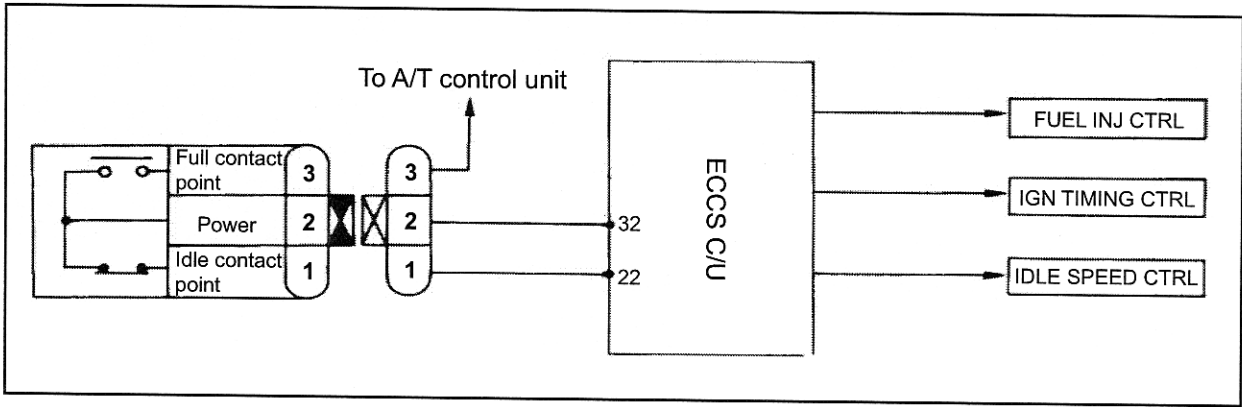 To A/T control unit
Full contact
point
3
3
Power
2
2
Idle contact
point
1
1
32
22
ECCS C/U
FUEL INJ CTRL
IGN TIMING CTRL
IDLE SPEED CTRL